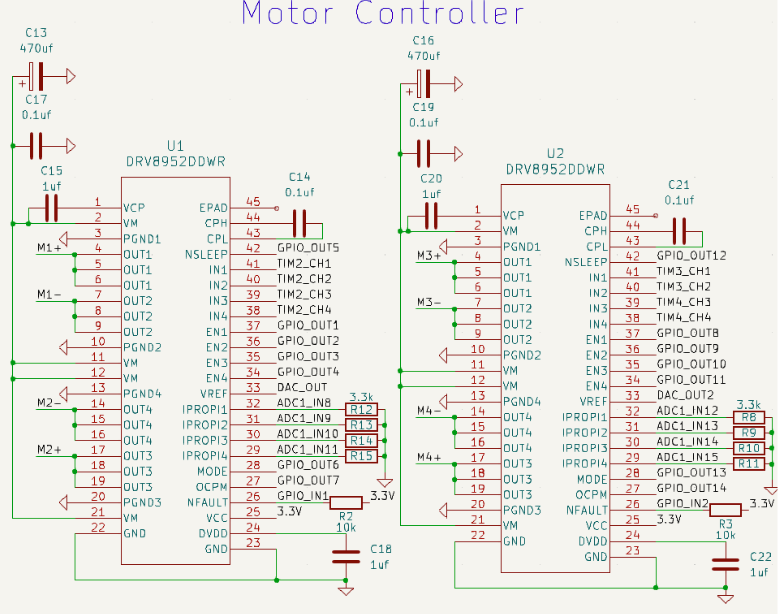 Motor Controller
C13
470uf
+
C17
0.1uf
C15
1uf
U1
DRV8952DDWR
C14
0.1uf
1 VCP EPAD 45
2 VM CPH 44
3 PGND1 CPL 43
M1+ 4 OUT1 NSLEEP 42 GPIO_OUT5
5 OUT1 IN1 41 TIM2_CH1
6 OUT1 IN2 40 TIM2_CH2
M1- 7 OUT2 IN3 39 TIM2_CH3
8 OUT2 IN4 38 TIM2_CH4
9 OUT2 EN1 37 GPIO_OUT1
10 PGND2 EN2 36 GPIO_OUT2
11 VM EN3 35 GPIO_OUT3
12 VM EN4 34 GPIO_OUT4
13 PGND4 VREF 33 DAC_OUT 3.3k
M2- 14 OUT4 IPROPI1 32 ADC1_IN8 R12
15 OUT4 IPROPI2 31 ADC1_IN9 R13
16 OUT4 IPROPI3 30 ADC1_IN10 R14
M2+ 17 OUT3 IPROPI4 29 ADC1_IN11 R15
18 OUT3 MODE 28 GPIO_OUT6
19 OUT3 OCPM 27 GPIO_OUT7
20 PGND3 NFAULT 26 GPIO_IN1 3.3V
21 VM VCC 25 3.3V R2
22 GND DVDD 24 10k
GND 23
C18
1uf
C16
470uf
+
C19
0.1uf
C20
1uf
U2
DRV8952DDWR
C21
0.1uf
1 VCP EPAD 45
2 VM CPH 44
3 PGND1 CPL 43
M3+ 4 OUT1 NSLEEP 42 GPIO_OUT12
5 OUT1 IN1 41 TIM3_CH1
6 OUT1 IN2 40 TIM3_CH2
M3- 7 OUT2 IN3 39 TIM4_CH3
8 OUT2 IN4 38 TIM4_CH4
9 OUT2 EN1 37 GPIO_OUT8
10 PGND2 EN2 36 GPIO_OUT9
11 VM EN3 35 GPIO_OUT10
12 VM EN4 34 GPIO_OUT11
13 PGND4 VREF 33 DAC_OUT2 3.3k
M4- 14 OUT4 IPROPI1 32 ADC1_IN12 R8
15 OUT4 IPROPI2 31 ADC1_IN13 R9
16 OUT4 IPROPI3 30 ADC1_IN14 R10
M4+ 17 OUT3 IPROPI4 29 ADC1_IN15 R11
18 OUT3 MODE 28 GPIO_OUT13
19 OUT3 OCPM 27 GPIO_OUT14
20 PGND3 NFAULT 26 GPIO_IN2 3.3V
21 VM VCC 25 3.3V R3
22 GND DVDD 24 10k
GND 23
C22
1uf